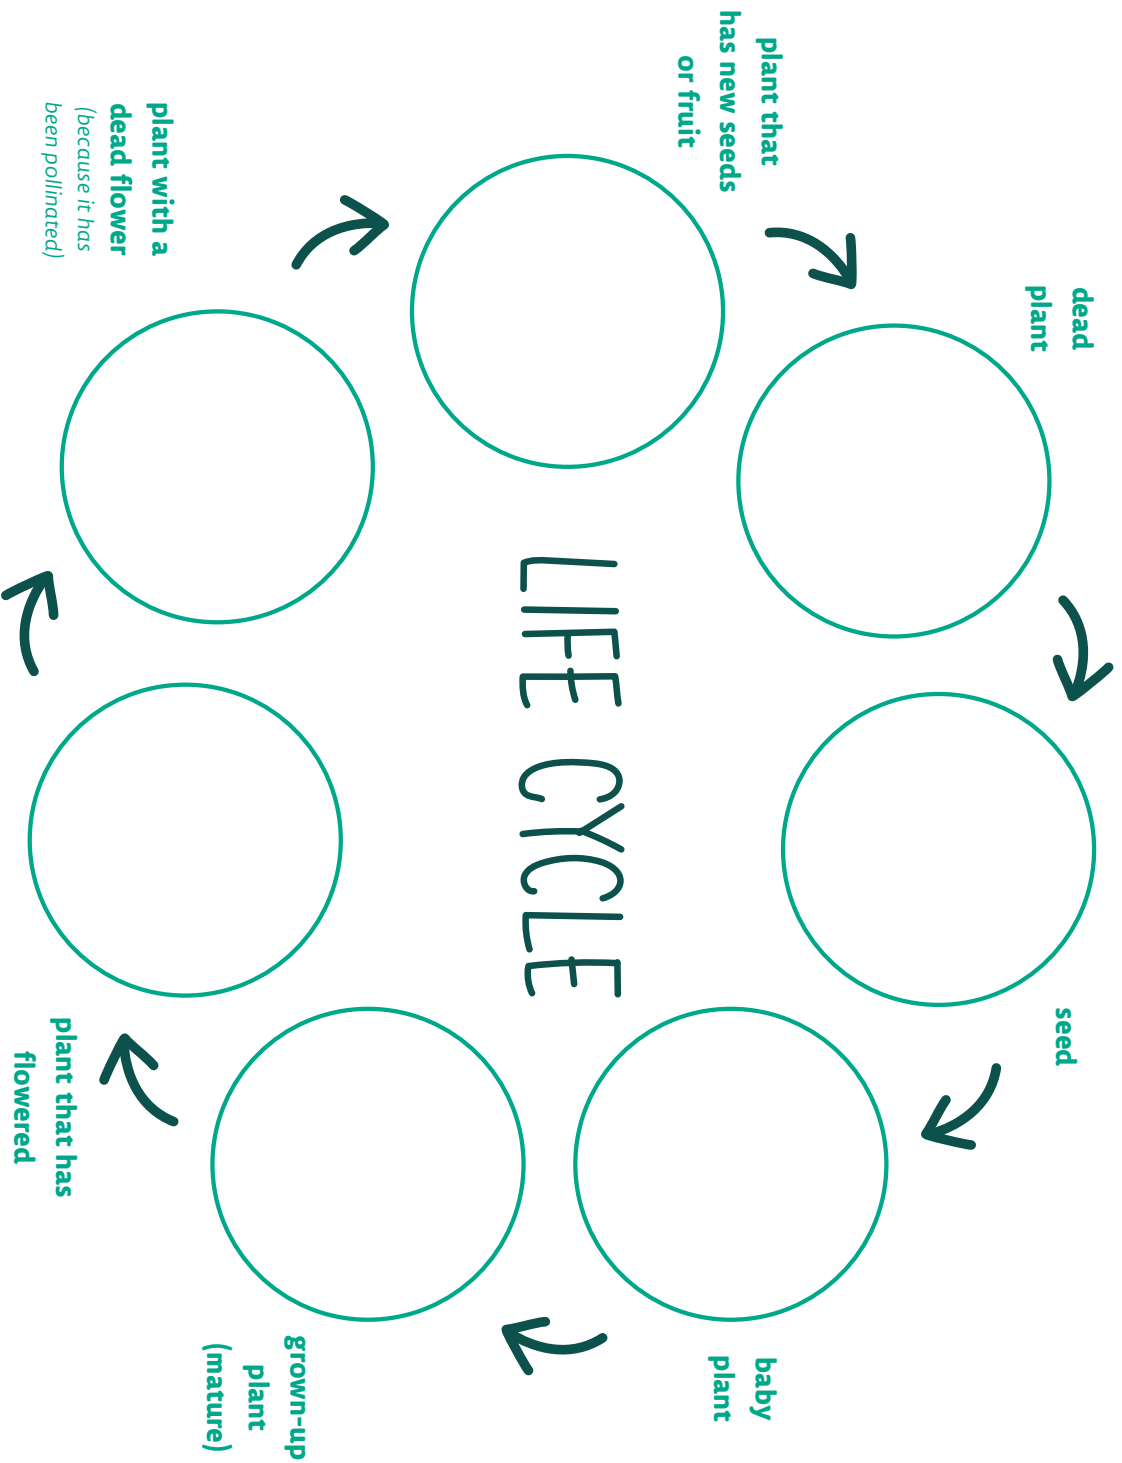 LIFE CYCLE
seed
baby
plant
grown-up
plant
(mature)
plant that has
flowered
plant with a
dead flower
(because it has
been pollinated)
plant that
has new seeds
or fruit
dead
plant